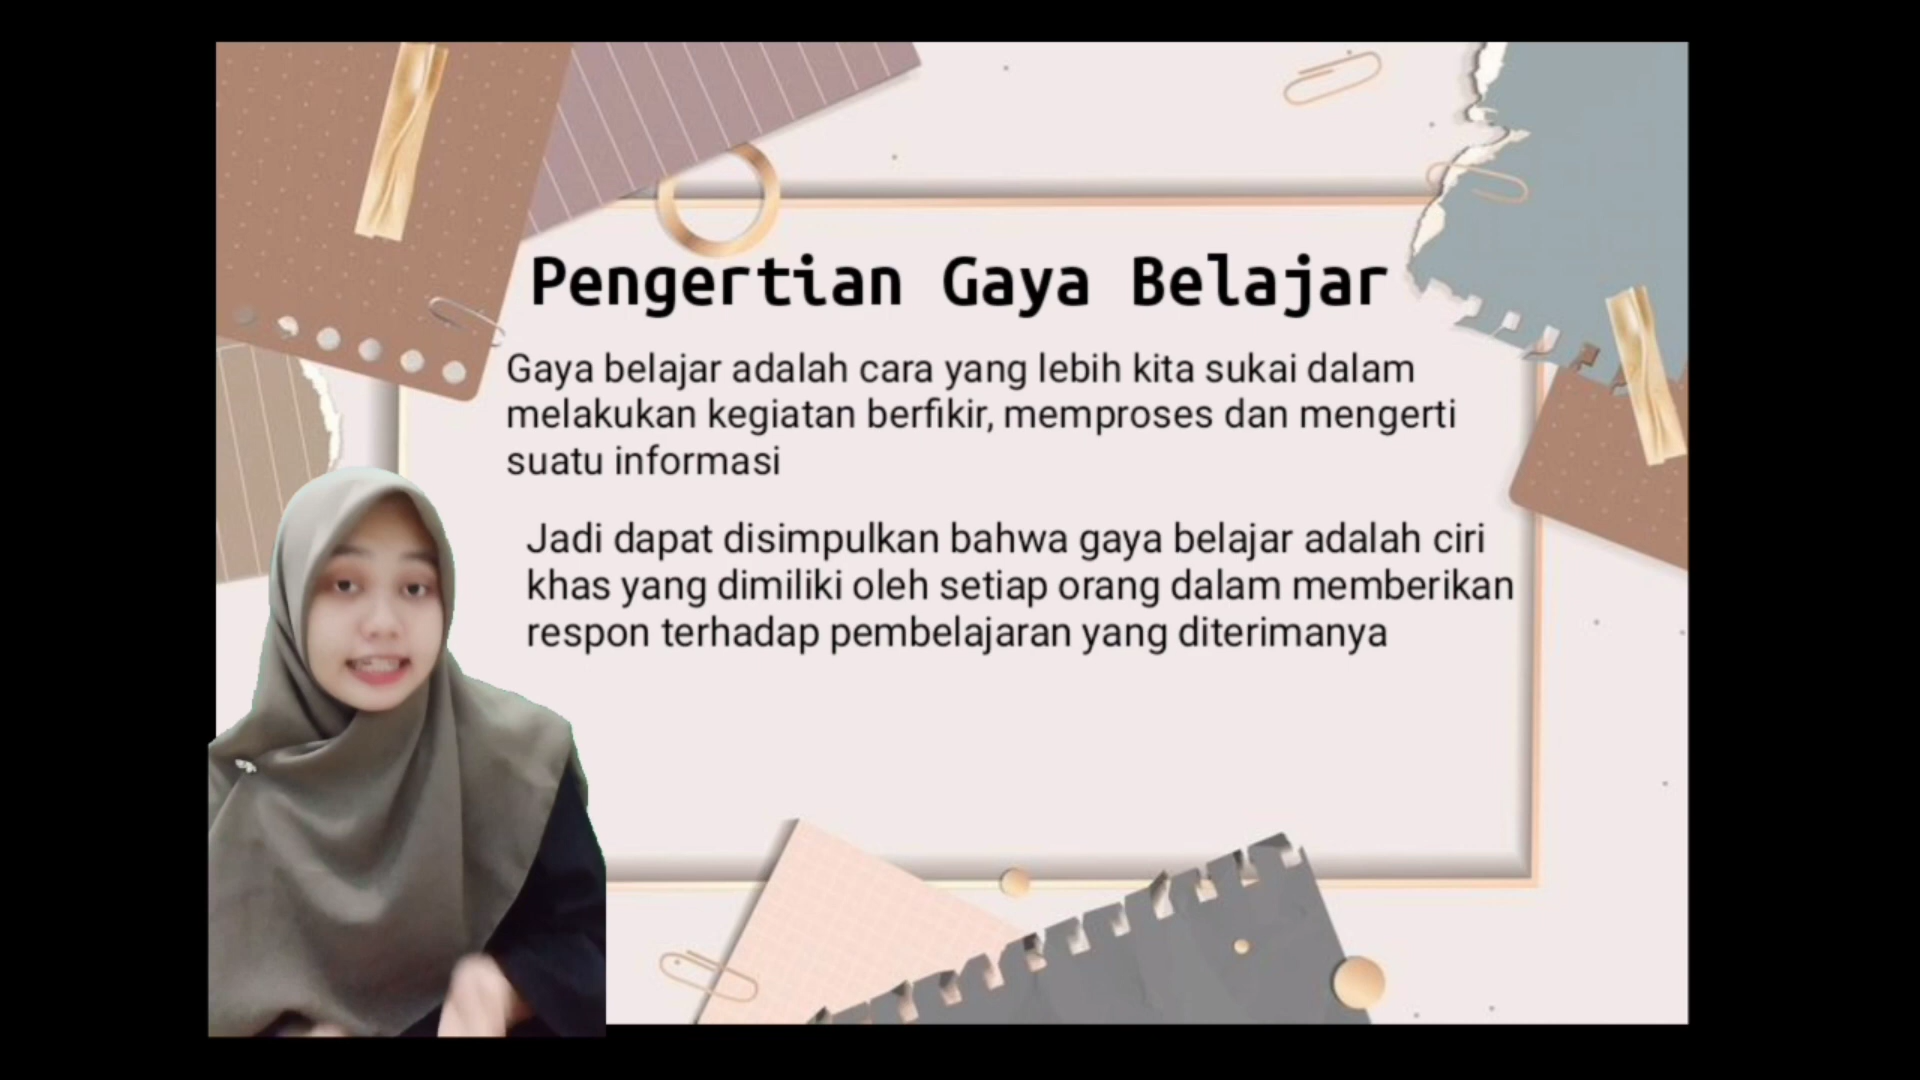 Pengertian Gaya Belajar
Gaya belajar adalah cara yang lebih kita sukai dalam
melakukan kegiatan berfikir, memproses dan mengerti
suatu informasi
Jadi dapat disimpulkan bahwa gaya belajar adalah ciri
khas yang dimiliki oleh setiap orang dalam memberikan
respon terhadap pembelajaran yang diterimanya